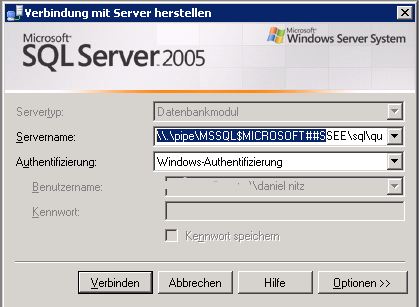 Verbindung mit Server herstellen
Microsoft
SQL Server 2005
Microsoft
Windows Server System
Servertyp: Datenbankmodul
Servername: \\.\pipe\MSSQL$MICROSOFT##SSEE\sql\qu
Authentifizierung: Windows-Authentifizierung
Benutzername: \daniel nitz
Kennwort:
Kennwort speichern
Verbinden Abbrechen Hilfe Optionen >>